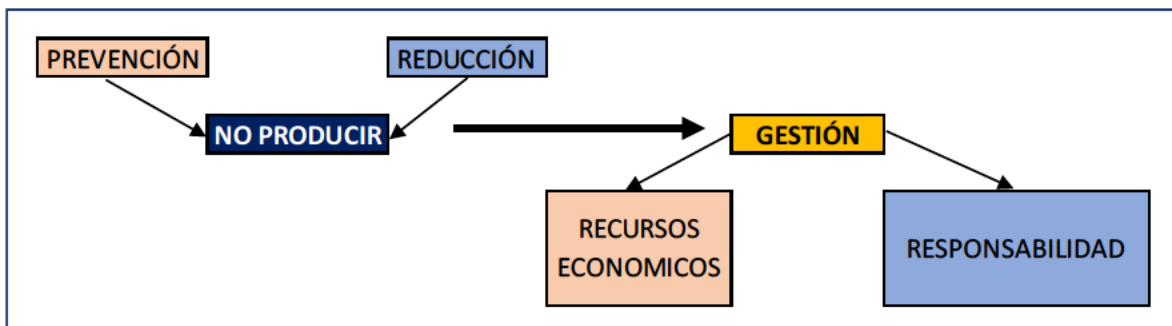 PREVENCIÓN
REDUCCIÓN
NO PRODUCIR
GESTIÓN
RECURSOS
ECONOMICOS
RESPONSABILIDAD